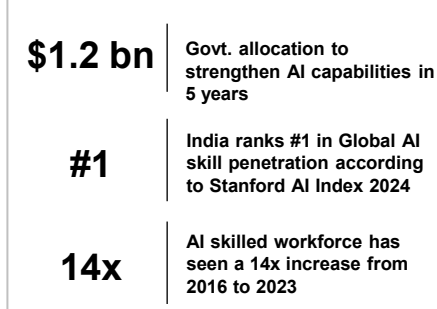 $1.2 bn
Govt. allocation to
strengthen AI capabilities in
5 years
#1
India ranks #1 in Global AI
skill penetration according
to Stanford AI Index 2024
14x
AI skilled workforce has
seen a 14x increase from
2016 to 2023